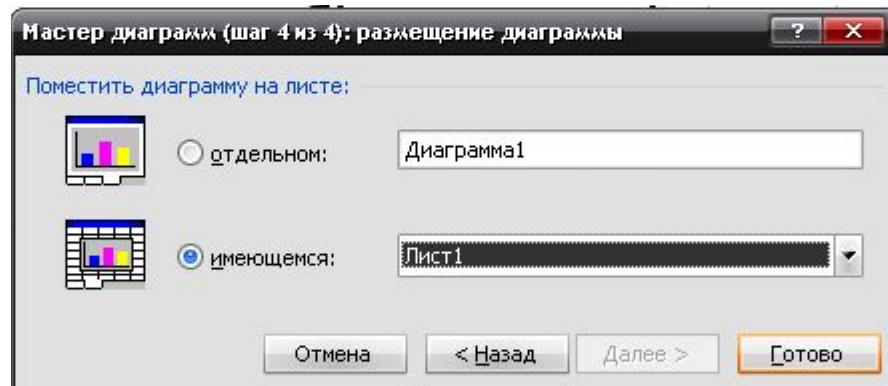 Мастер диаграмм (шаг 4 из 4): размещение диаграммы
Поместить диаграмму на листе:
отдельном: Диаграмма1
имеющемся: Лист1
Отмена < Назад Далее > Готово